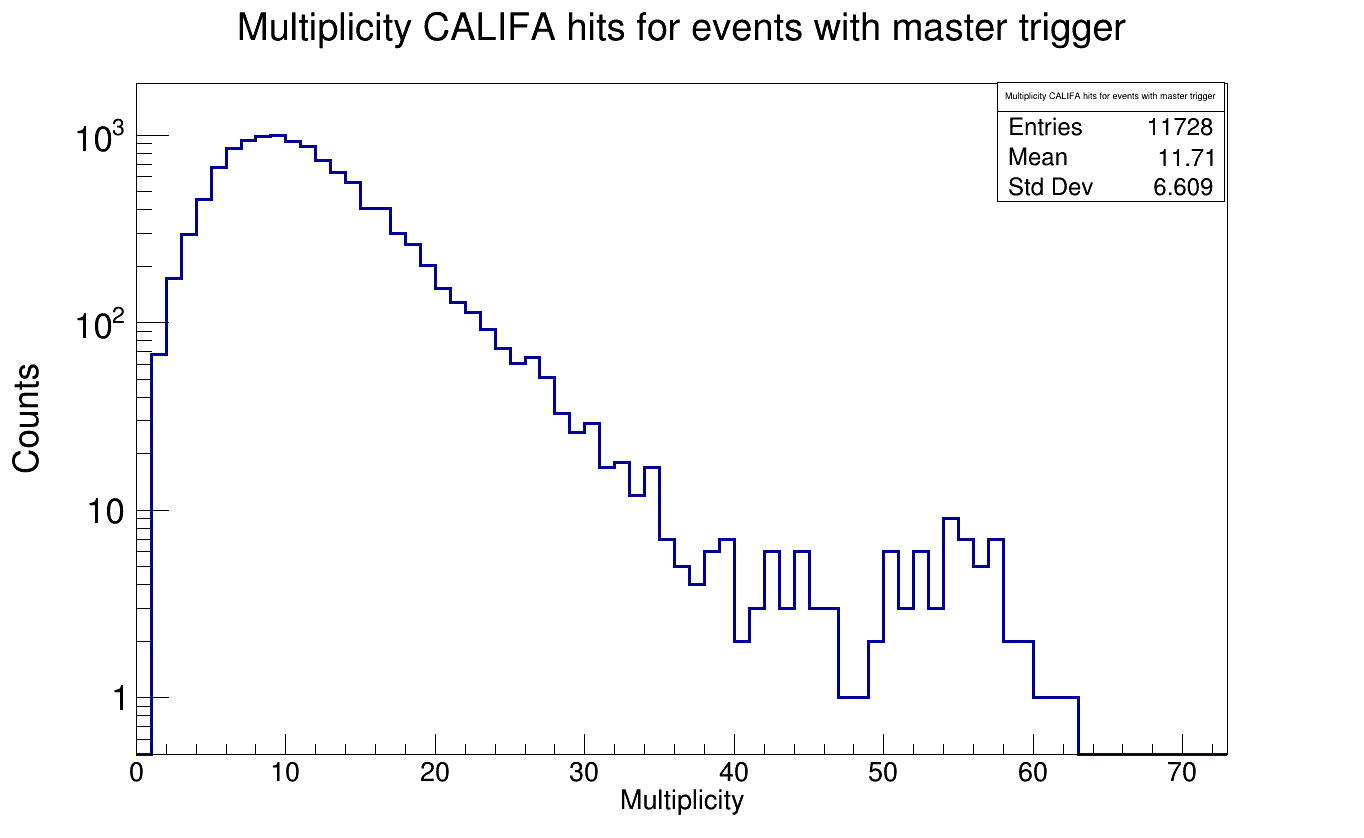 Multiplicity CALIFA hits for events with master trigger
Multiplicity CALIFA hits for events with master trigger
Entries 11728
Mean 11.71
Std Dev 6.609
10³
10²
10
1
Counts
0 10 20 30 40 50 60 70
Multiplicity